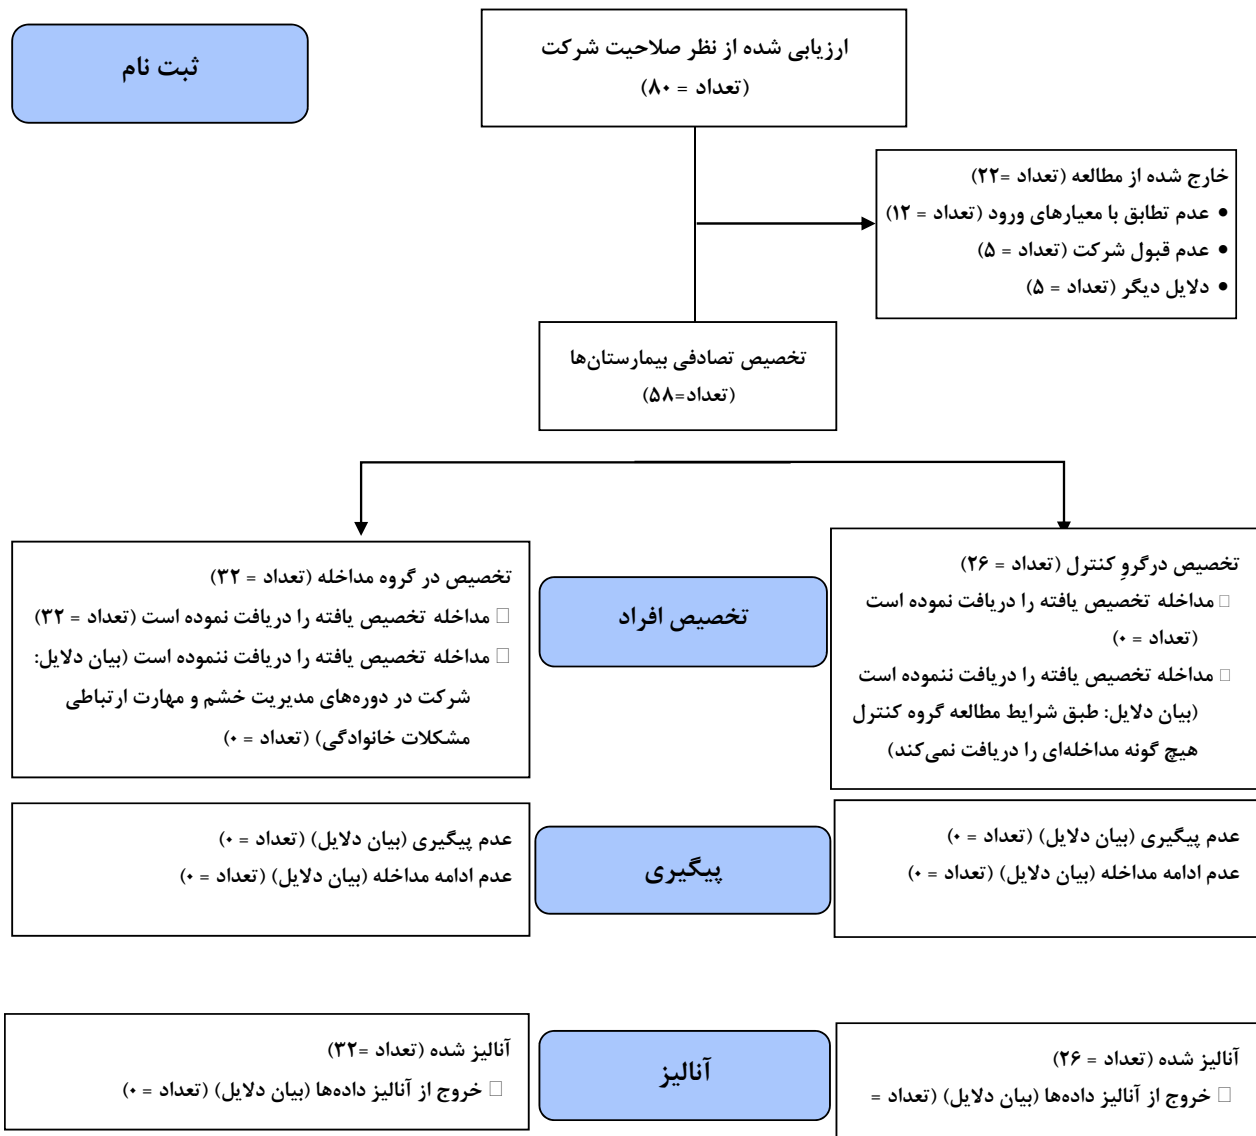 ثبت نام
ارزیابی شده از نظر صلاحیت شرکت
(تعداد = ۸۰)
خارج شده از مطالعه (تعداد =۲۲)
• عدم تطابق با معیارهای ورود (تعداد = ۱۲)
• عدم قبول شرکت (تعداد = ۵)
• دلایل دیگر (تعداد = ۵)
تخصیص تصادفی بیمارستان‌ها
(تعداد=۵۸)
تخصیص درگروِ کنترل (تعداد = ۲۶)
□ مداخله تخصیص یافته را دریافت نموده است
(تعداد = ۰)
□ مداخله تخصیص یافته را دریافت ننموده است
(بیان دلایل: طبق شرایط مطالعه گروه کنترل
هیچ گونه مداخله‌ای را دریافت نمی‌کند)
تخصیص افراد
تخصیص در گروه مداخله (تعداد = ۳۲)
□ مداخله تخصیص یافته را دریافت نموده است (تعداد = ۳۲)
□ مداخله تخصیص یافته را دریافت ننموده است (بیان دلایل:
شرکت در دوره‌های مدیریت خشم و مهارت ارتباطی
مشکلات خانوادگی) (تعداد = ۰)
عدم پیگیری (بیان دلایل) (تعداد = ۰)
عدم ادامه مداخله (بیان دلایل) (تعداد = ۰)
پیگیری
عدم پیگیری (بیان دلایل) (تعداد = ۰)
عدم ادامه مداخله (بیان دلایل) (تعداد = ۰)
آنالیز شده (تعداد = ۲۶)
□ خروج از آنالیز داده‌ها (بیان دلایل) (تعداد =
آنالیز
آنالیز شده (تعداد =۳۲)
□ خروج از آنالیز داده‌ها (بیان دلایل) (تعداد = ۰)